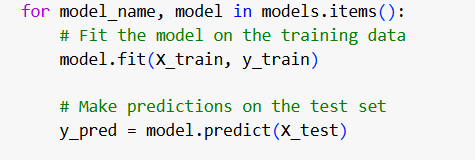 for model_name, model in models.items():
    # Fit the model on the training data
    model.fit(X_train, y_train)

    # Make predictions on the test set
    y_pred = model.predict(X_test)